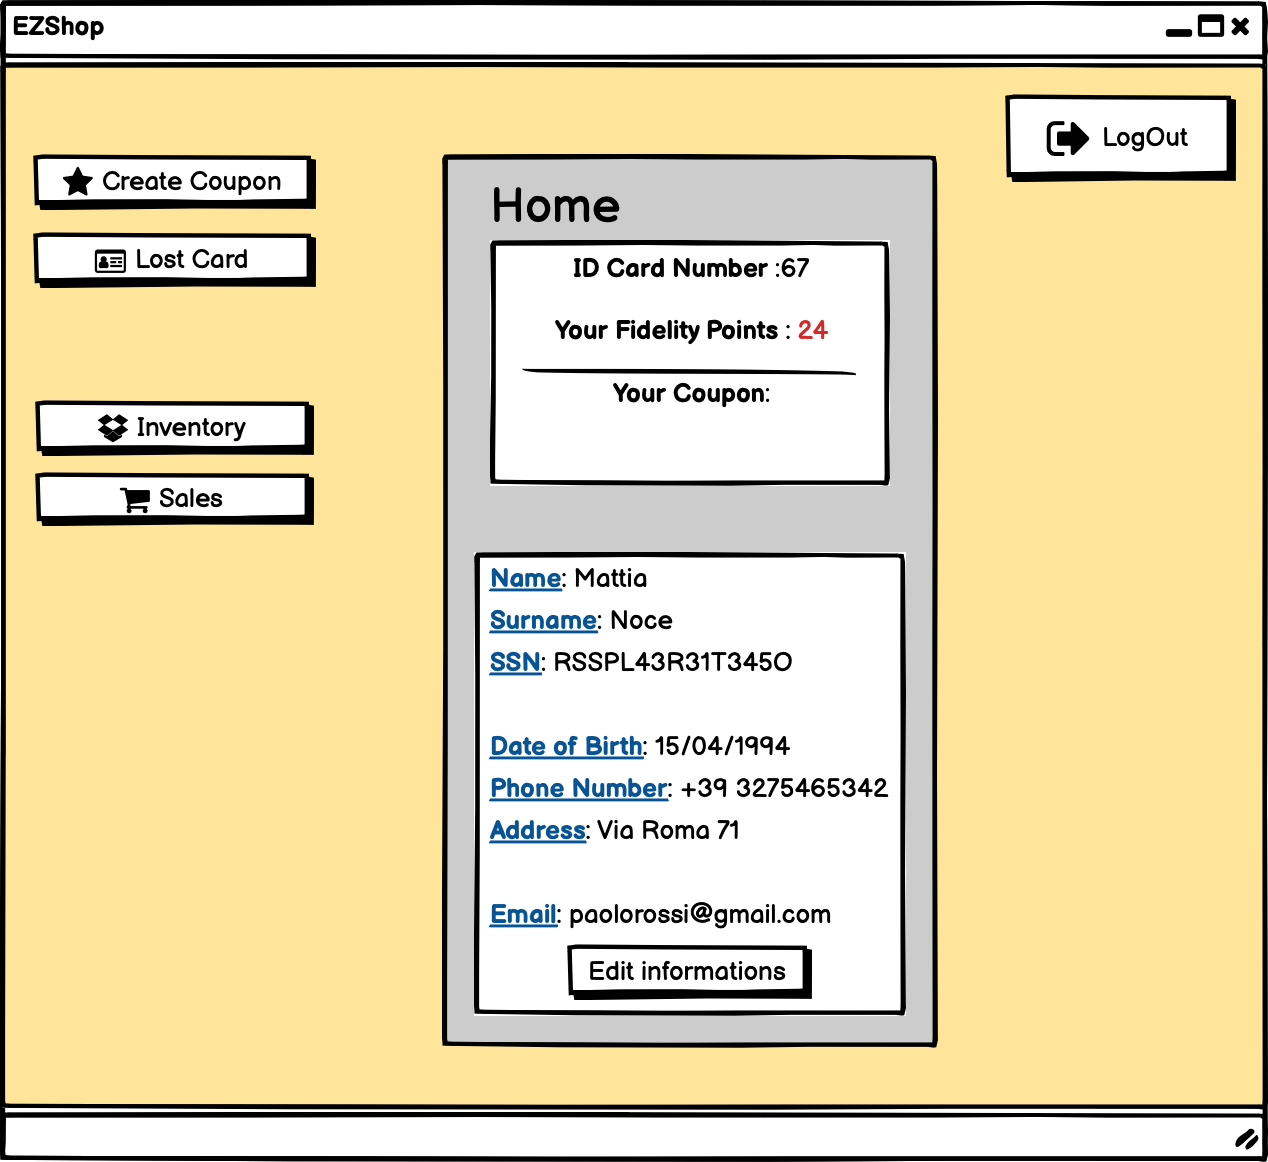 EZShop
LogOut
Create Coupon
Lost Card
Inventory
Sales
Home
ID Card Number :67
Your Fidelity Points : 24
Your Coupon:
Name: Mattia
Surname: Noce
SSN: RSSPL43R31T345O
Date of Birth: 15/04/1994
Phone Number: +39 3275465342
Address: Via Roma 71
Email: paolorossi@gmail.com
Edit informations